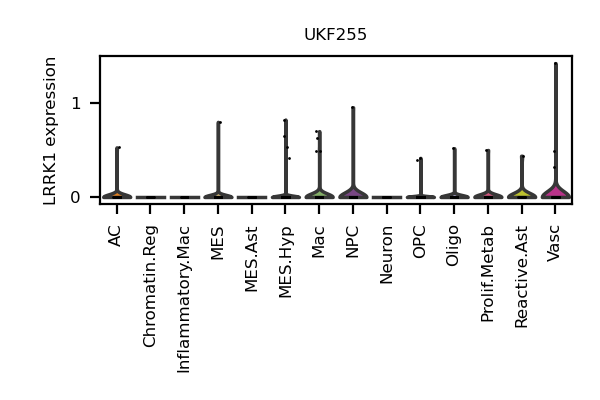 UKF255
LRRK1 expression
1
0
AC
Chromatin.Reg
Inflammatory.Mac
MES
MES.Ast
MES.Hyp
Mac
NPC
Neuron
OPC
Oligo
Prolif.Metab
Reactive.Ast
Vasc